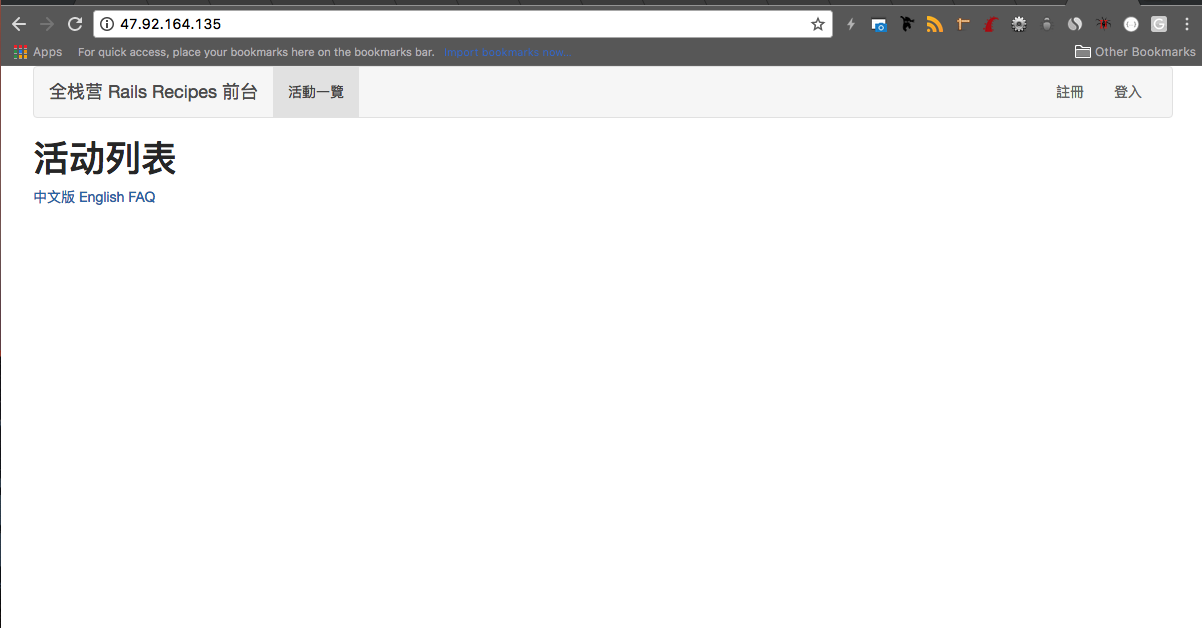 47.92.164.135
Apps For quick access, place your bookmarks here on the bookmarks bar. Import bookmarks now... Other Bookmarks
全栈营 Rails Recipes 前台 活動一覽 註冊 登入
活动列表
中文版 English FAQ